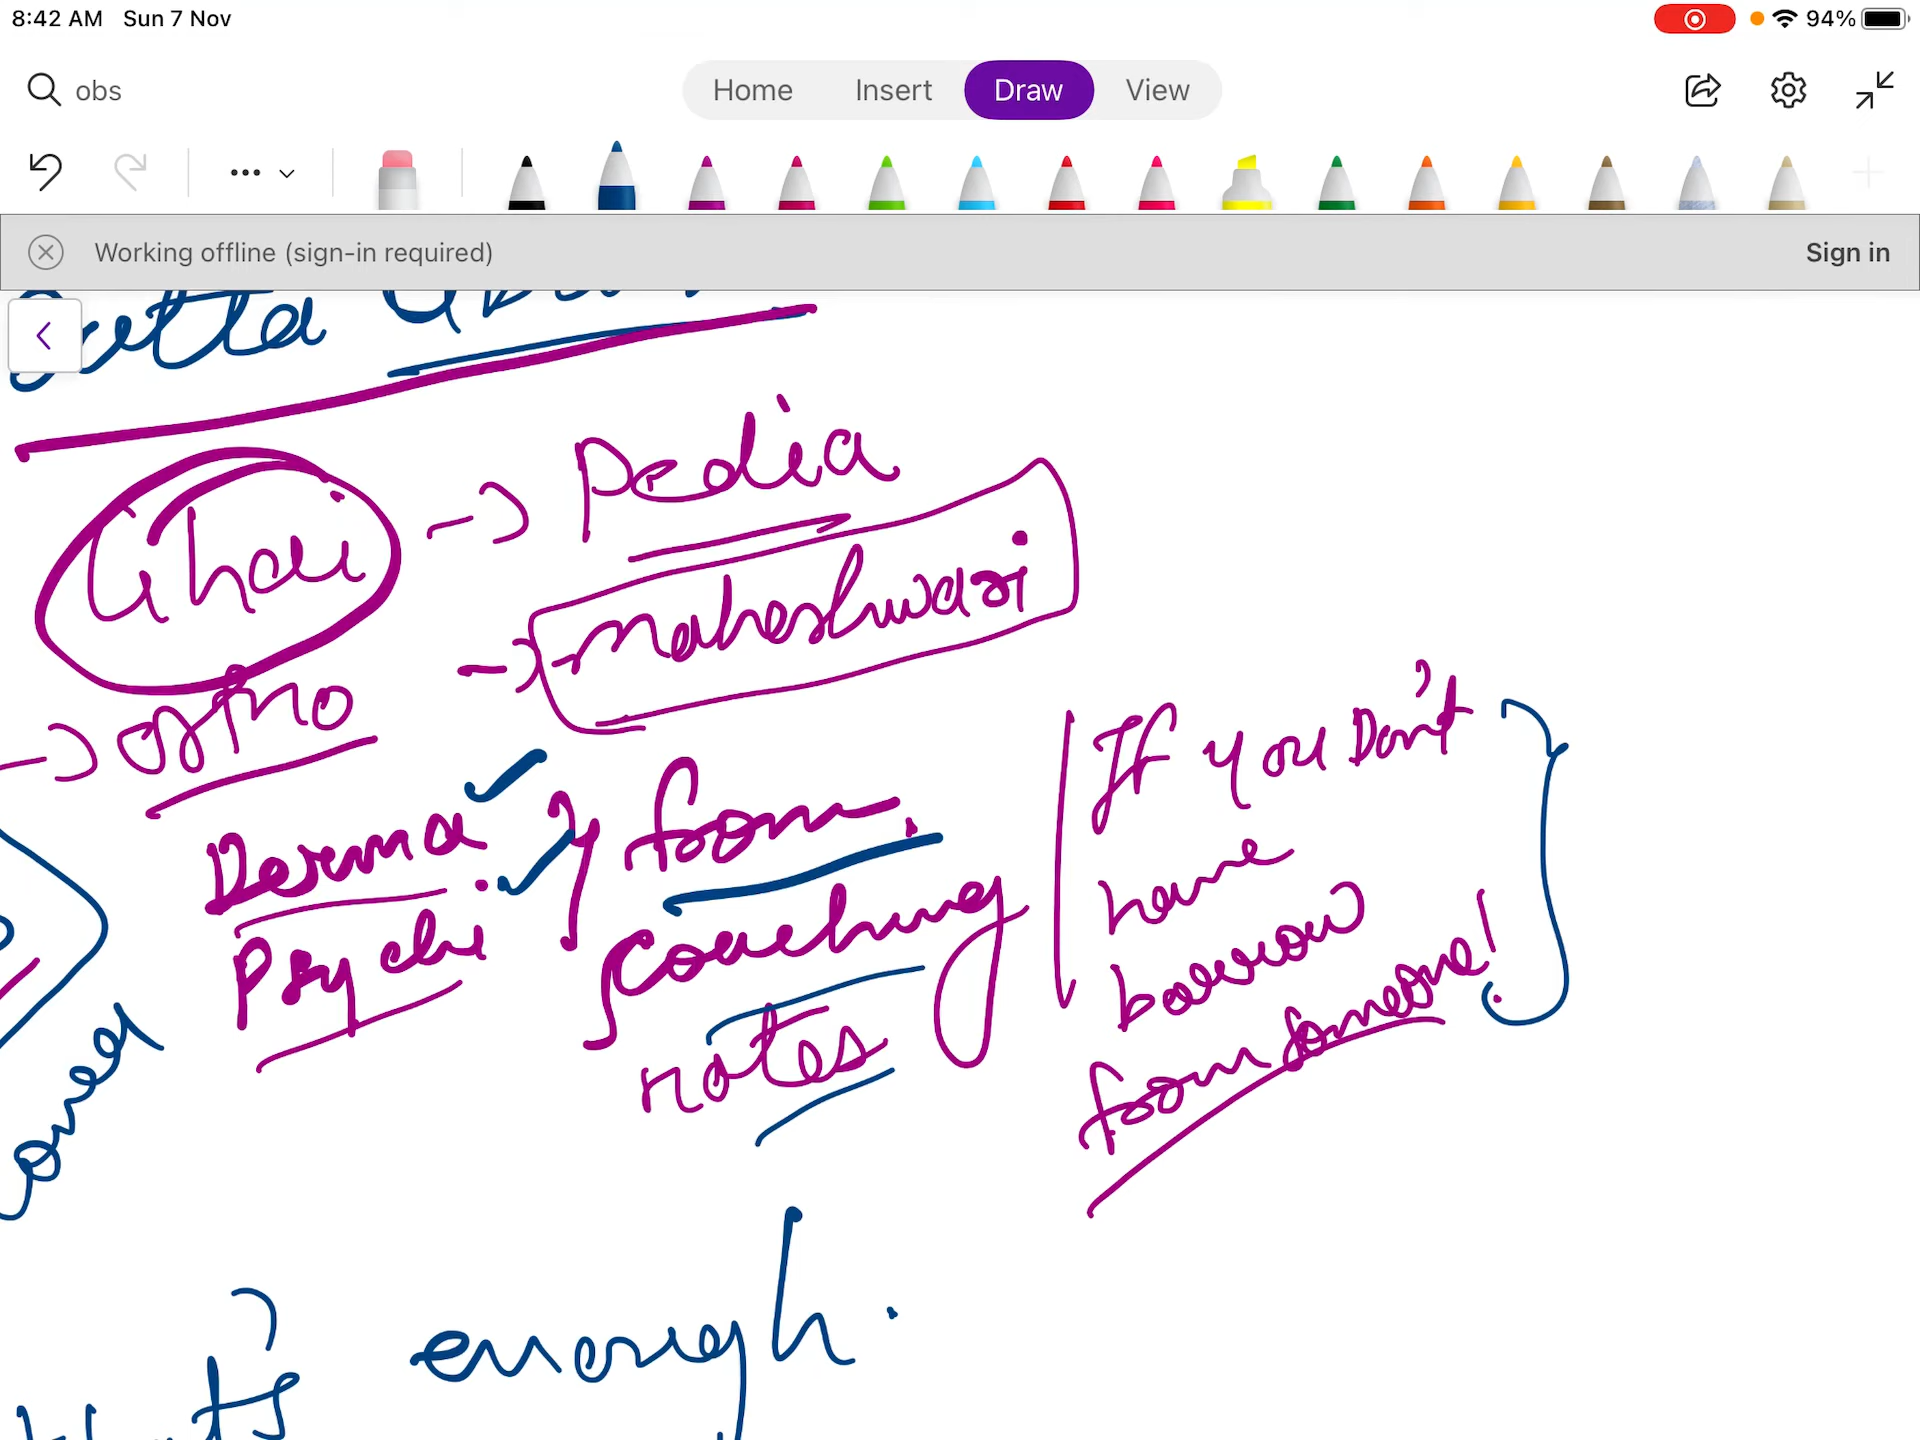 8:42 AM Sun 7 Nov
94%
obs
Home Insert Draw View
Working offline (sign-in required)
Sign in
Dutta
Ghai -> Pedia
-> ortho -> maheshwari
Derma } from
Psychi } coaching
notes
If you Don't
have
borrow
from someone!
enough.